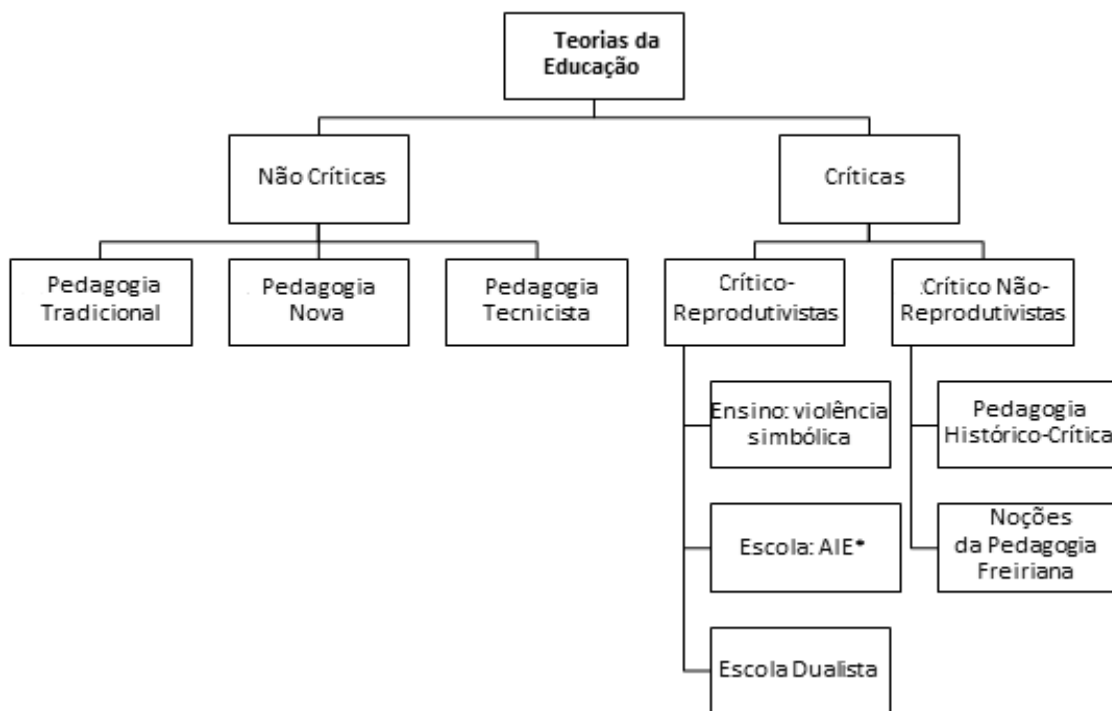 Teorias da
Educação
Não Críticas
Críticas
Pedagogia
Tradicional
Pedagogia
Nova
Pedagogia
Tecnicista
Crítico-
Reprodutivistas
:Crítico Não-
Reprodutivistas
Ensino: violência
simbólica
Pedagogia
Histórico-Crítica
Escola: AIE*
Noções
da Pedagogia
Freiriana
Escola Dualista